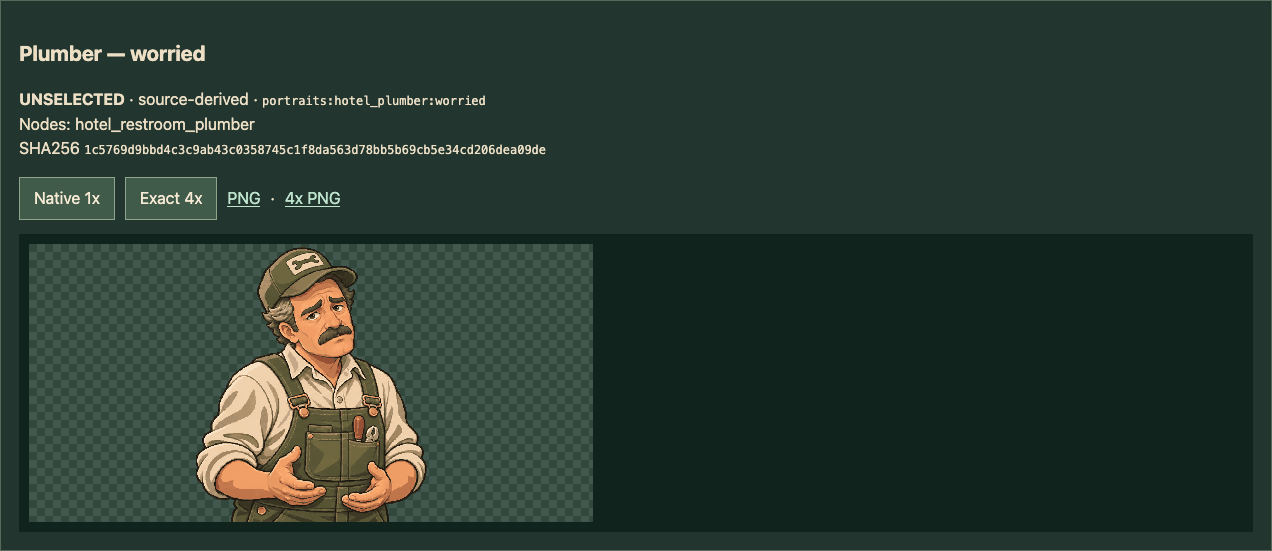 Plumber — worried
UNSELECTED · source-derived · portraits:hotel_plumber:worried
Nodes: hotel_restroom_plumber
SHA256 1c5769d9bbd4c3c9ab43c0358745c1f8da563d78bb5b69cb5e34cd206dea09de
Native 1x Exact 4x PNG · 4x PNG